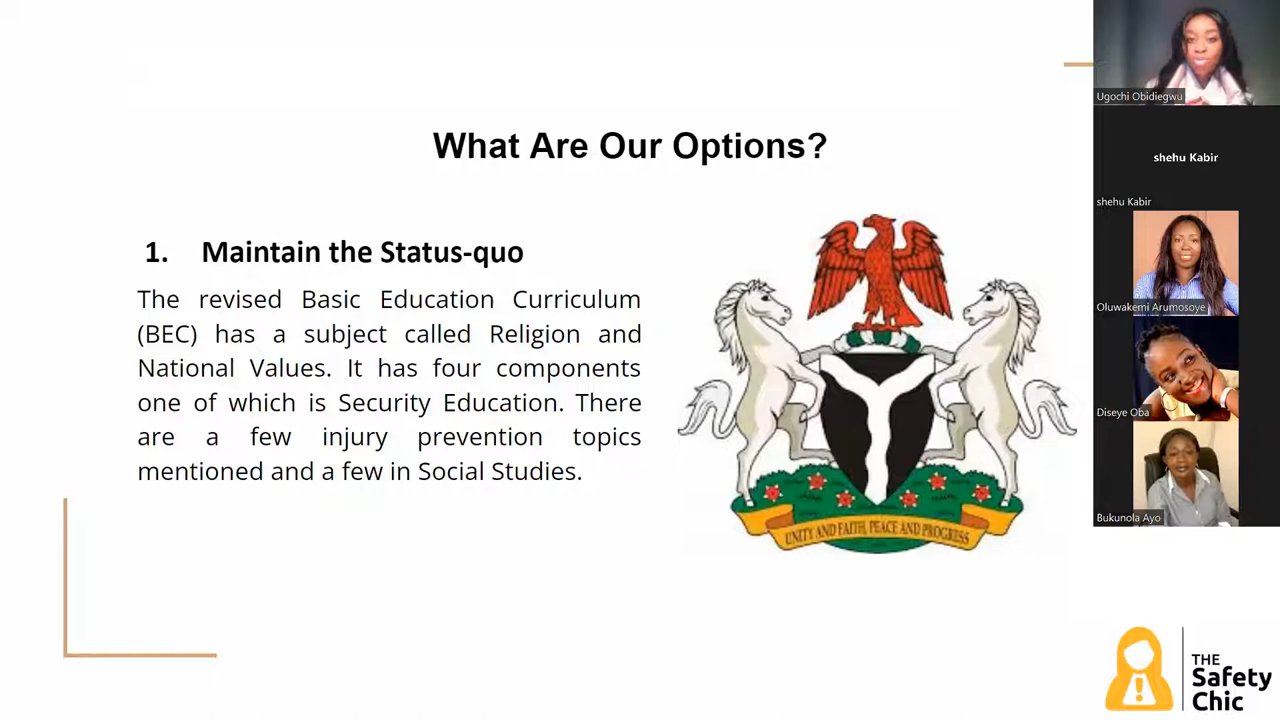 What Are Our Options?
1. Maintain the Status-quo
The revised Basic Education Curriculum
(BEC) has a subject called Religion and
National Values. It has four components
one of which is Security Education. There
are a few injury prevention topics
mentioned and a few in Social Studies.
UNITY AND FAITH, PEACE AND PROGRESS
Ugochi Obidiegwu
shehu Kabir
shehu Kabir
Oluwakemi Arumosoye
Diseye Oba
Bukunola Ayo
THE
Safety
Chic